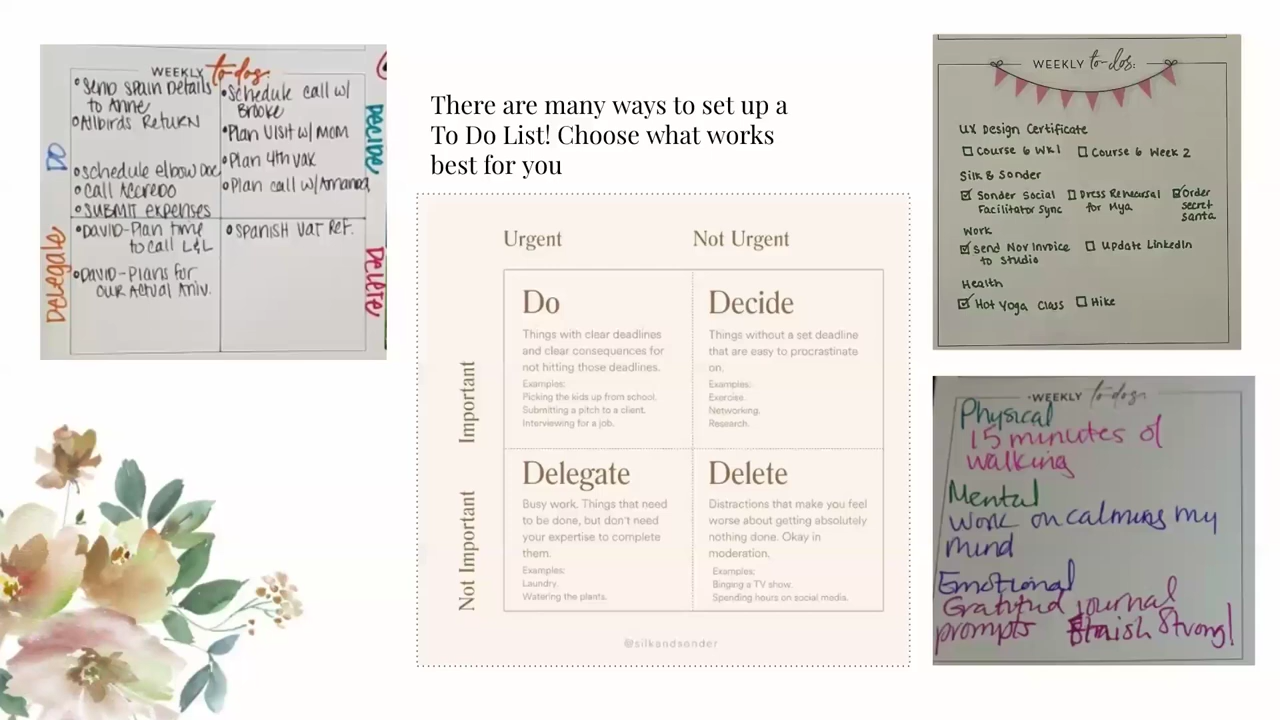 WEEKLY to-dos:
DO
• Send Spain Details
to Anne
• Allbirds Return
• Schedule elbow Doc
• Call Accredo
• Submit expenses
DECIDE
• Schedule call w/
Brooke
• Plan visit w/ Mom
• Plan 4th vax
• Plan call w/Amanda
DELEGATE
• David-Plan time
to call L&L
• David-Plans for
our Actual Aniv.
DELETE
• Spanish Vat Ref.
There are many ways to set up a
To Do List! Choose what works
best for you
Urgent
Not Urgent
Important
Do
Things with clear deadlines
and clear consequences for
not hitting those deadlines.
Examples:
Picking the kids up from school.
Submitting a pitch to a client.
Interviewing for a job.
Decide
Things without a set deadline
that are easy to procrastinate
on.
Examples:
Exercise.
Networking.
Research.
Not Important
Delegate
Busy work. Things that need
to be done, but don't need
your expertise to complete
them.
Examples:
Laundry.
Watering the plants.
Delete
Distractions that make you feel
worse about getting absolutely
nothing done. Okay in
moderation.
Examples:
Binging a TV show.
Spending hours on social media.
@silkandsonder
WEEKLY to-dos:
UX Design Certificate
Course 6 Wk1
Course 6 Week 2
Silk & Sonder
Sonder Social
Facilitator Sync
Dress Rehearsal
for Mya
Order
secret
santa
Work
Send Nov Invoice
to Studio
Update LinkedIn
Health
Hot Yoga Class
Hike
WEEKLY to-dos:
Physical
15 minutes of
walking
Mental
Work on calming my
mind
Emotional
Gratitud journal
prompts Strong!